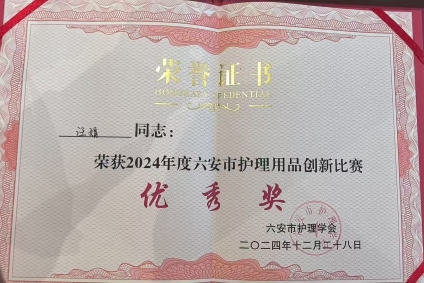 荣誉证书
HONORARY CREDENTIAL
同志：
荣获2024年度六安市护理用品创新比赛
优秀奖
六安市护理学会
二〇二四年十二月二十八日